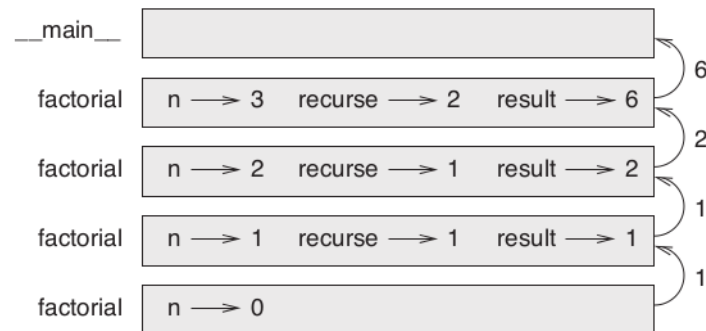 __main__
6
factorial n → 3 recurse → 2 result → 6
2
factorial n → 2 recurse → 1 result → 2
1
factorial n → 1 recurse → 1 result → 1
1
factorial n → 0